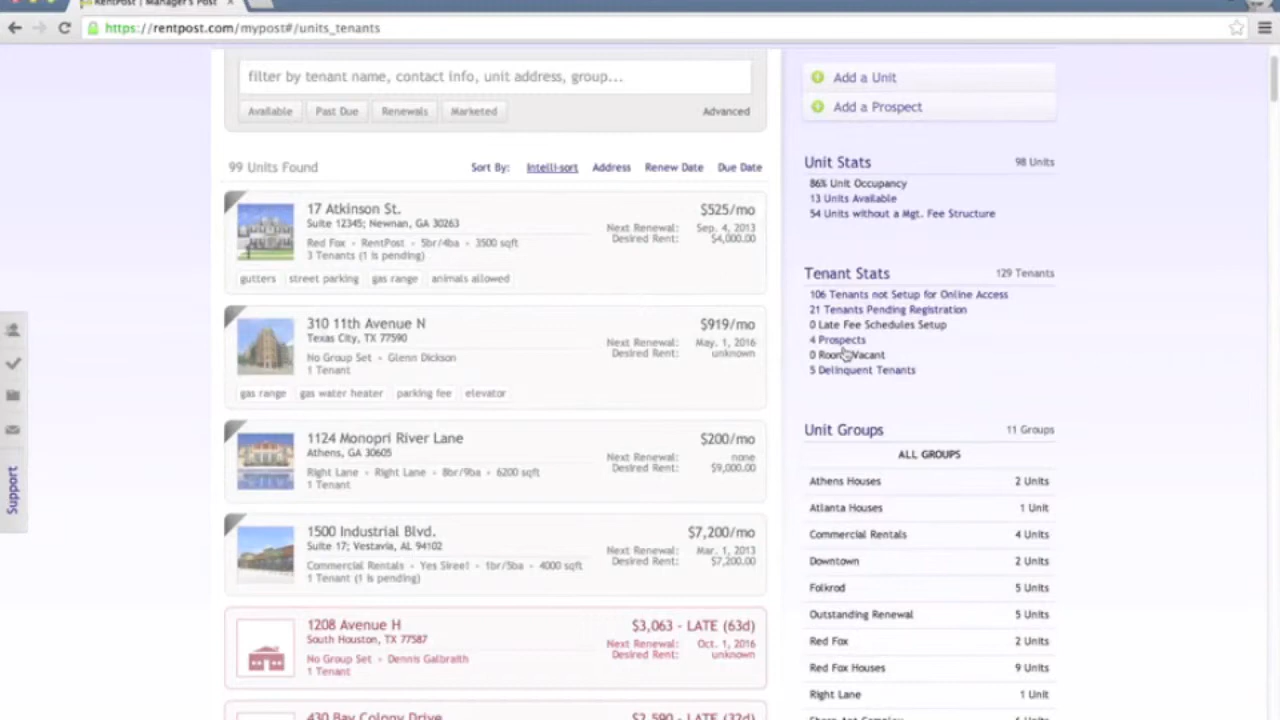 RentPost | Manager's Post
https://rentpost.com/mypost#/units_tenants
filter by tenant name, contact info, unit address, group...
Available Past Due Renewals Marketed Advanced
99 Units Found Sort By: Intelli-sort Address Renew Date Due Date
17 Atkinson St. $525/mo
Suite 12345; Newnan, GA 30263
Next Renewal: Sep. 4, 2013
Desired Rent: $4,000.00
Red Fox • RentPost • 5br/4ba • 3500 sqft
3 Tenants (1 is pending)
gutters street parking gas range animals allowed
310 11th Avenue N $919/mo
Texas City, TX 77590
Next Renewal: May. 1, 2016
Desired Rent: unknown
No Group Set • Glenn Dickson
1 Tenant
gas range gas water heater parking fee elevator
1124 Monopri River Lane $200/mo
Athens, GA 30605
Next Renewal: none
Desired Rent: $9,000.00
Right Lane • Right Lane • 8br/9ba • 6200 sqft
1 Tenant
1500 Industrial Blvd. $7,200/mo
Suite 17; Vestavia, AL 94102
Next Renewal: Mar. 1, 2013
Desired Rent: $7,200.00
Commercial Rentals • Yes Siree! • 1br/5ba • 4000 sqft
1 Tenant (1 is pending)
1208 Avenue H $3,063 - LATE (63d)
South Houston, TX 77587
Next Renewal: Oct. 1, 2016
Desired Rent: unknown
No Group Set • Dennis Galbraith
1 Tenant
430 Bay Colony Drive $2,590 - LATE (32d)
Add a Unit
Add a Prospect
Unit Stats 98 Units
86% Unit Occupancy
13 Units Available
54 Units without a Mgt. Fee Structure
Tenant Stats 129 Tenants
106 Tenants not Setup for Online Access
21 Tenants Pending Registration
0 Late Fee Schedules Setup
4 Prospects
0 Rooms Vacant
5 Delinquent Tenants
Unit Groups 11 Groups
ALL GROUPS
Athens Houses 2 Units
Atlanta Houses 1 Unit
Commercial Rentals 4 Units
Downtown 2 Units
Folkrod 5 Units
Outstanding Renewal 5 Units
Red Fox 2 Units
Red Fox Houses 9 Units
Right Lane 1 Unit
Support